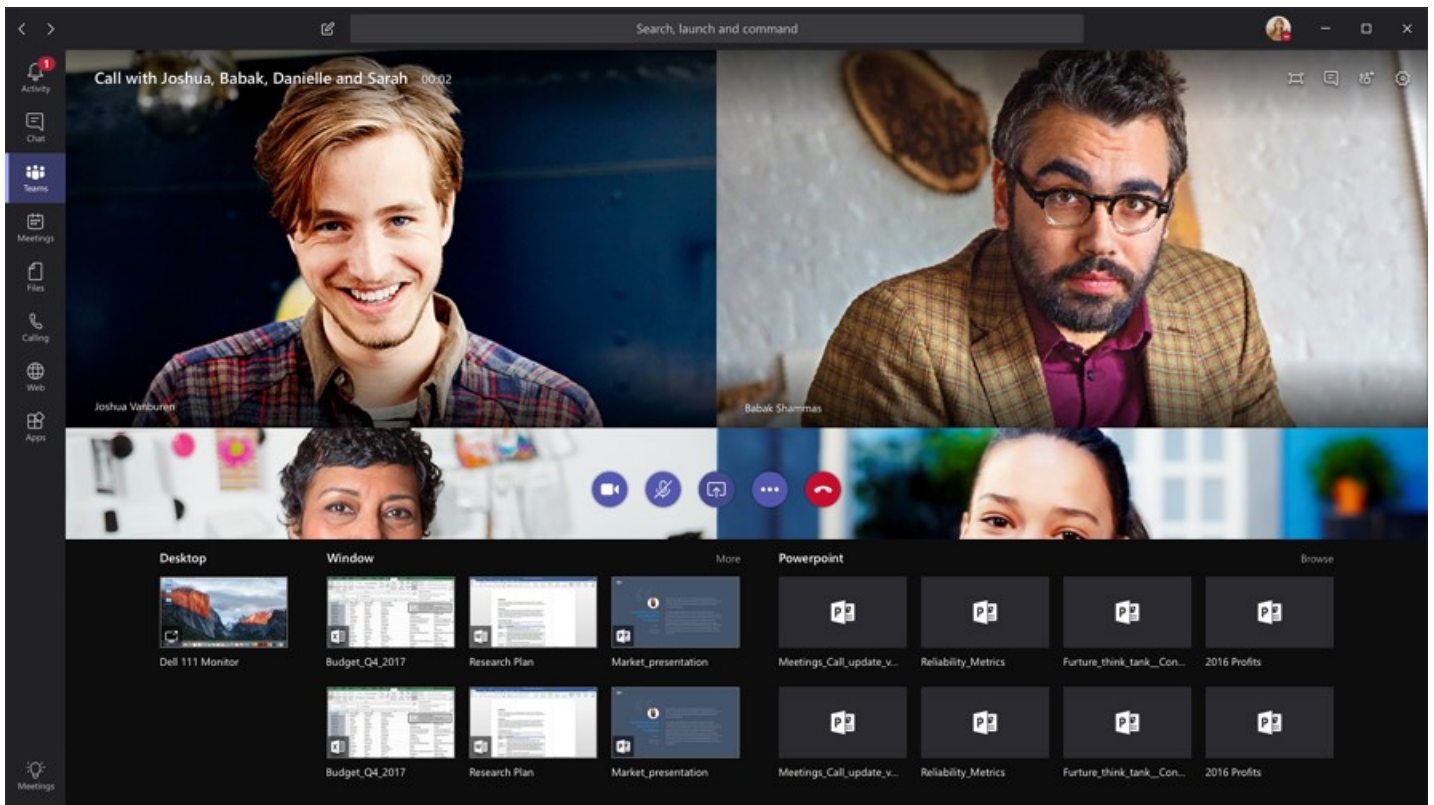 Search, launch and command
1
Activity
Chat
Teams
Meetings
Files
Calling
Web
Apps
Meetings
Call with Joshua, Babak, Danielle and Sarah 00:02
Joshua Vanburen
Babak Shammas
Desktop
Window
More
Powerpoint
Browse
Dell 111 Monitor
Budget_Q4_2017
Research Plan
Market_presentation
Meetings_Call_update_v...
Reliability_Metrics
Furture_think_tank__Con...
2016 Profits
Budget_Q4_2017
Research Plan
Market_presentation
Meetings_Call_update_v...
Reliability_Metrics
Furture_think_tank__Con...
2016 Profits